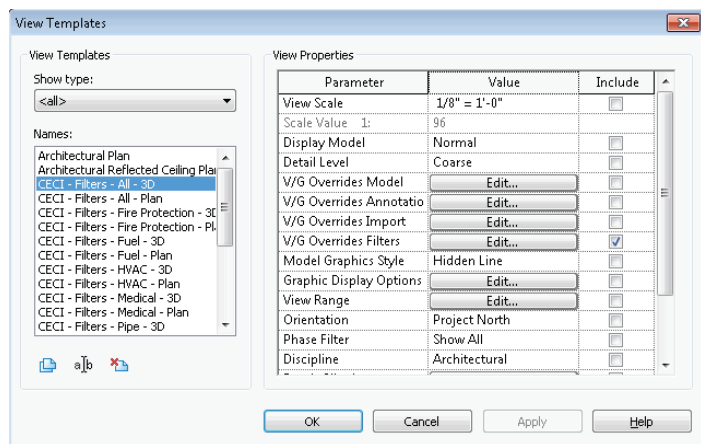 View Templates
View Templates
Show type:
<all>
Names:
Architectural Plan
Architectural Reflected Ceiling Plan
CECI - Filters - All - 3D
CECI - Filters - All - Plan
CECI - Filters - Fire Protection - 3D
CECI - Filters - Fire Protection - Pl
CECI - Filters - Fuel - 3D
CECI - Filters - Fuel - Plan
CECI - Filters - HVAC - 3D
CECI - Filters - HVAC - Plan
CECI - Filters - Medical - 3D
CECI - Filters - Medical - Plan
CECI - Filters - Pipe - 3D
a b
View Properties
Parameter Value Include
View Scale 1/8" = 1'-0"
Scale Value 1: 96
Display Model Normal
Detail Level Coarse
V/G Overrides Model Edit...
V/G Overrides Annotatio Edit...
V/G Overrides Import Edit...
V/G Overrides Filters Edit...
Model Graphics Style Hidden Line
Graphic Display Options Edit...
View Range Edit...
Orientation Project North
Phase Filter Show All
Discipline Architectural
OK Cancel Apply Help